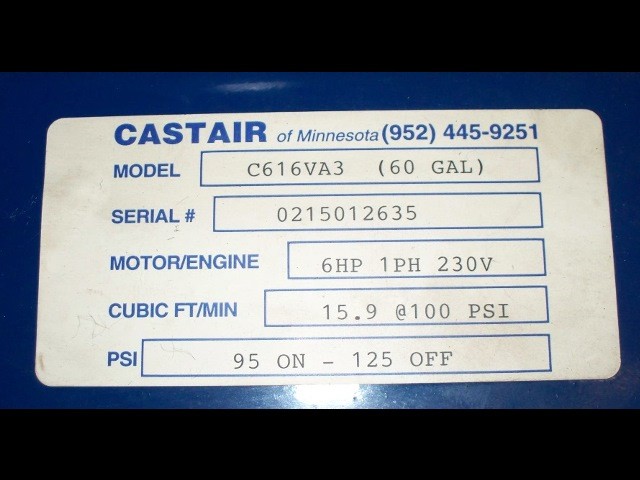 CASTAIR of Minnesota (952) 445-9251
MODEL C616VA3 (60 GAL)
SERIAL # 0215012635
MOTOR/ENGINE 6HP 1PH 230V
CUBIC FT/MIN 15.9 @100 PSI
PSI 95 ON - 125 OFF